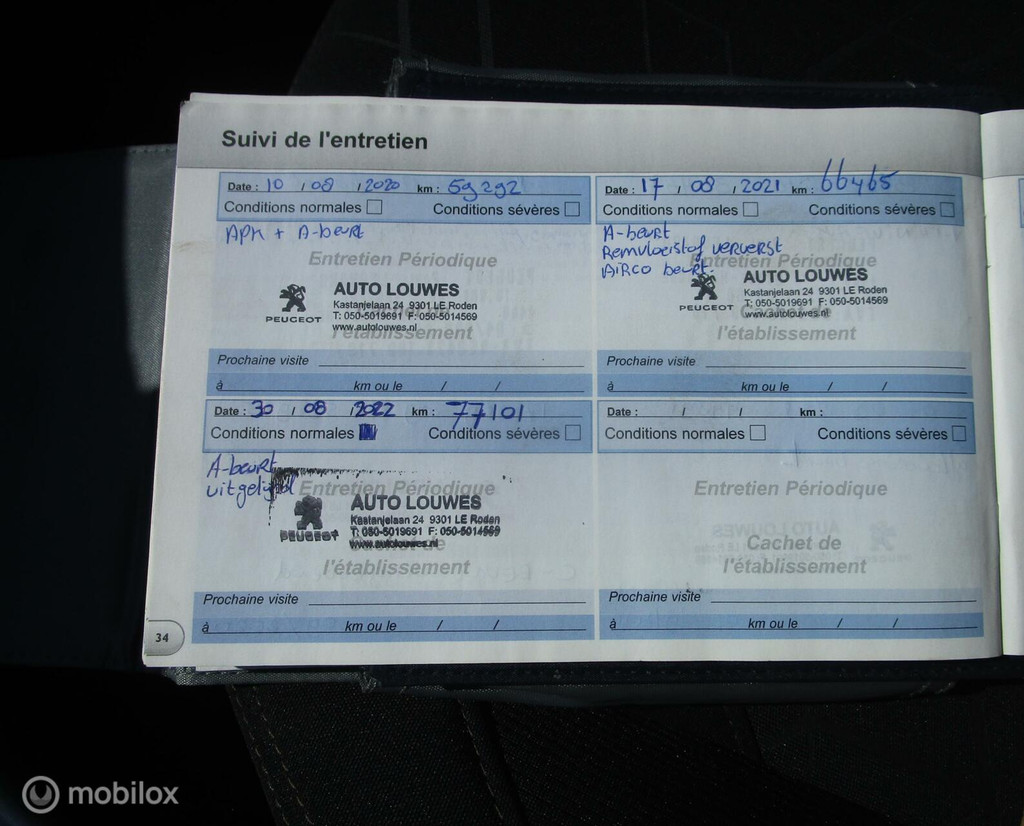 Suivi de l'entretien
Date : 10 / 08 / 2020 km : 59292
Conditions normales Conditions sévères
APK + A-beurt
Entretien Périodique
PEUGEOT
AUTO LOUWES
Kastanjelaan 24 9301 LE Roden
T: 050-5019691 F: 050-5014569
www.autolouwes.nl
l'établissement
Prochaine visite
à km ou le / /
Date : 17 / 08 / 2021 km : 66465
Conditions normales Conditions sévères
A-beurt
Remvloeistof ververst
Airco beurt.
Entretien Périodique
PEUGEOT
AUTO LOUWES
Kastanjelaan 24 9301 LE Roden
T: 050-5019691 F: 050-5014569
www.autolouwes.nl
l'établissement
Prochaine visite
à km ou le / /
Date : 30 / 08 / 2022 km : 77101
Conditions normales Conditions sévères
A-beurt
uitgelijnd
Entretien Périodique
PEUGEOT
AUTO LOUWES
Kastanjelaan 24 9301 LE Roden
T: 050-5019691 F: 050-5014569
www.autolouwes.nl
l'établissement
Prochaine visite
à km ou le / /
Date : / / km :
Conditions normales Conditions sévères
Entretien Périodique
Cachet de
l'établissement
Prochaine visite
à km ou le / /
34
mobilox